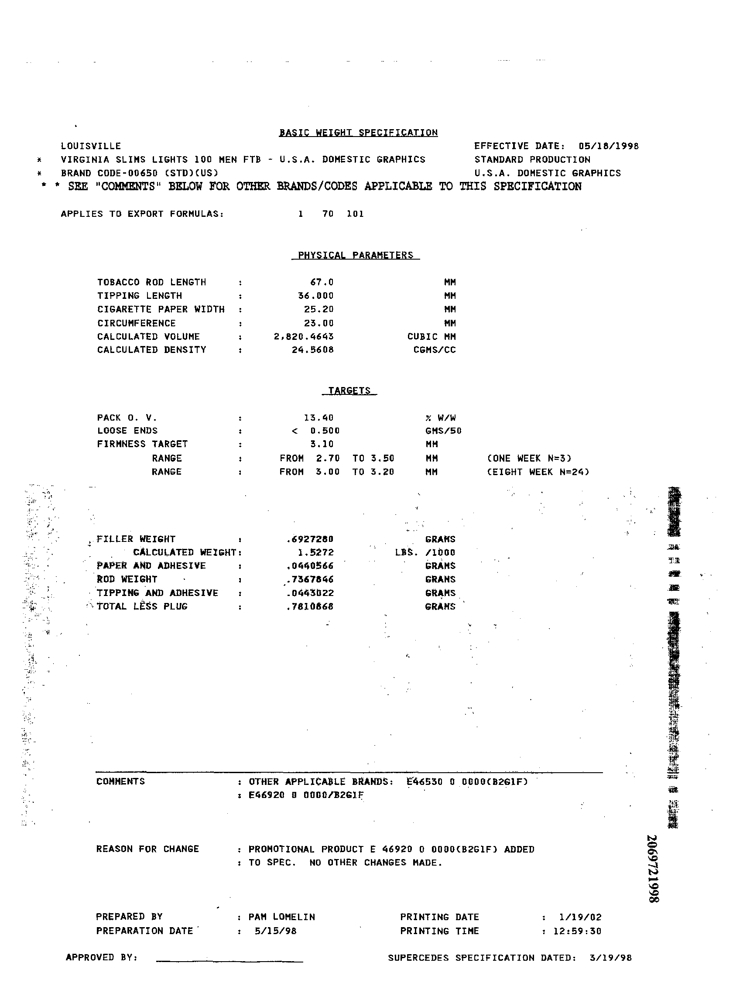 BASIC WEIGHT SPECIFICATION
LOUISVILLE EFFECTIVE DATE: 05/18/1998
* VIRGINIA SLIMS LIGHTS 100 MEN FTB - U.S.A. DOMESTIC GRAPHICS STANDARD PRODUCTION
* BRAND CODE-00650 (STD)(US) U.S.A. DOMESTIC GRAPHICS
* * SEE "COMMENTS" BELOW FOR OTHER BRANDS/CODES APPLICABLE TO THIS SPECIFICATION
APPLIES TO EXPORT FORMULAS: 1 70 101
PHYSICAL PARAMETERS
TOBACCO ROD LENGTH : 67.0 MM
TIPPING LENGTH : 36.000 MM
CIGARETTE PAPER WIDTH : 25.20 MM
CIRCUMFERENCE : 23.00 MM
CALCULATED VOLUME : 2,820.4643 CUBIC MM
CALCULATED DENSITY : 24.5608 CGMS/CC
TARGETS
PACK O. V. : 13.40 % W/W
LOOSE ENDS : < 0.500 GMS/50
FIRMNESS TARGET : 3.10 MM
RANGE : FROM 2.70 TO 3.50 MM (ONE WEEK N=3)
RANGE : FROM 3.00 TO 3.20 MM (EIGHT WEEK N=24)
FILLER WEIGHT : .6927280 GRAMS
CALCULATED WEIGHT: 1.5272 LBS. /1000
PAPER AND ADHESIVE : .0440566 GRAMS
ROD WEIGHT : .7367846 GRAMS
TIPPING AND ADHESIVE : .0443022 GRAMS
TOTAL LESS PLUG : .7810868 GRAMS
COMMENTS : OTHER APPLICABLE BRANDS: E46530 0 0000(B2G1F)
: E46920 0 0000/B2G1F
REASON FOR CHANGE : PROMOTIONAL PRODUCT E 46920 0 0000(B2G1F) ADDED
: TO SPEC. NO OTHER CHANGES MADE.
PREPARED BY : PAM LOMELIN PRINTING DATE : 1/19/02
PREPARATION DATE : 5/15/98 PRINTING TIME : 12:59:30
APPROVED BY: SUPERCEDES SPECIFICATION DATED: 3/19/98
2069721998